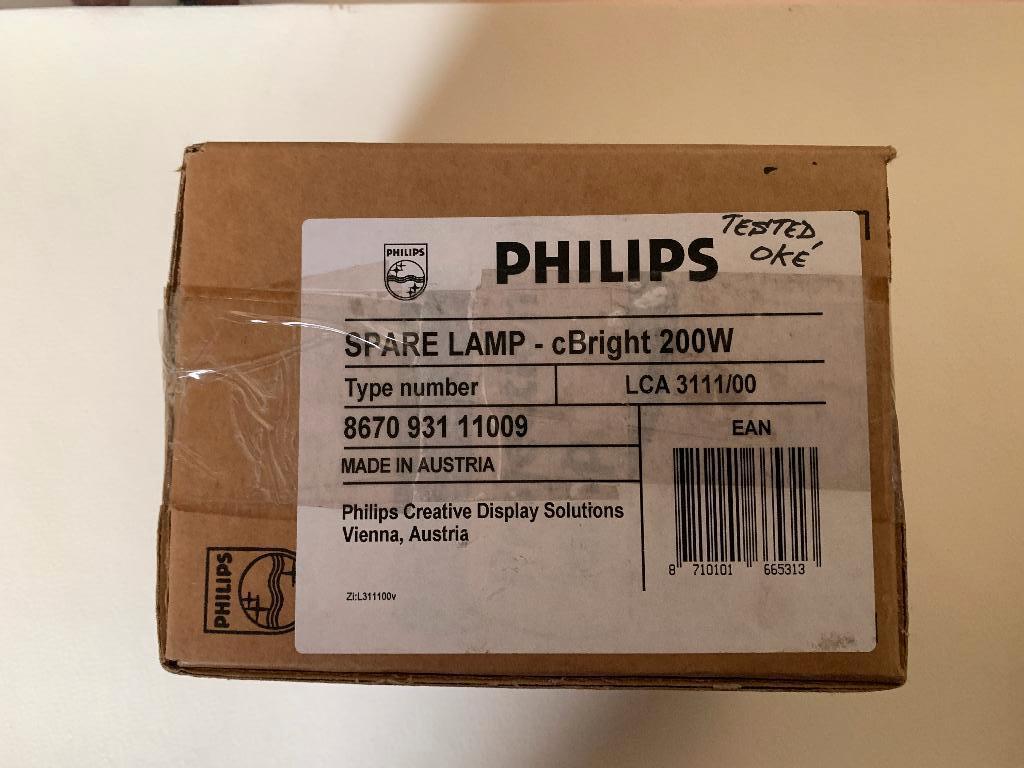 PHILIPS
PHILIPS
TESTED
OKÉ
SPARE LAMP - cBright 200W
Type number
LCA 3111/00
8670 931 11009
EAN
MADE IN AUSTRIA
Philips Creative Display Solutions
Vienna, Austria
8 710101 665313
Zi:L311100v
PHILIPS